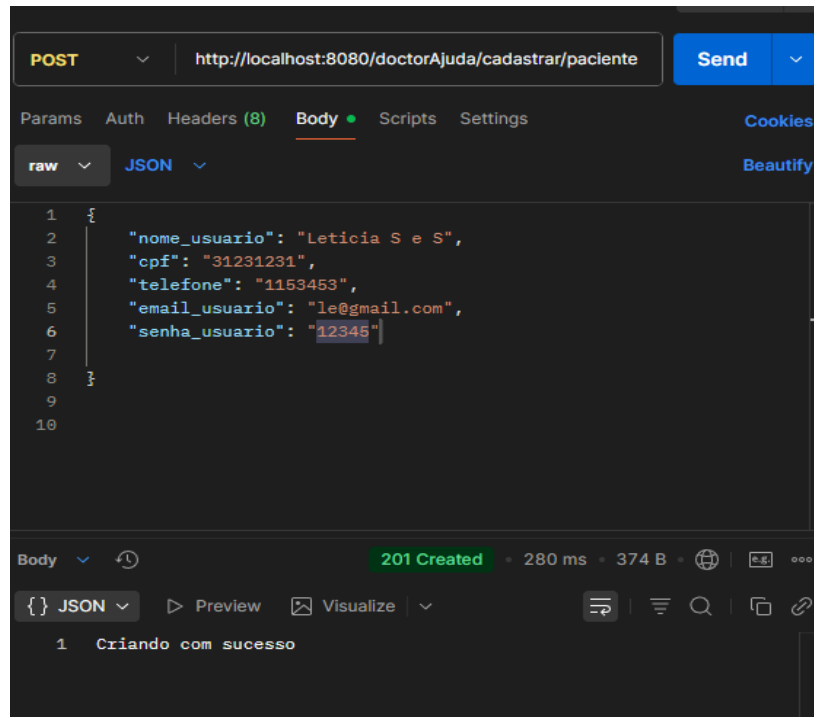 POST http://localhost:8080/doctorAjuda/cadastrar/paciente Send
Params Auth Headers (8) Body Scripts Settings Cookies
raw JSON Beautify
1 {
2 "nome_usuario": "Leticia S e S",
3 "cpf": "31231231",
4 "telefone": "1153453",
5 "email_usuario": "le@gmail.com",
6 "senha_usuario": "12345"
7
8 }
9
10
Body 201 Created • 280 ms • 374 B • e.g.
{} JSON Preview Visualize
1 Criando com sucesso